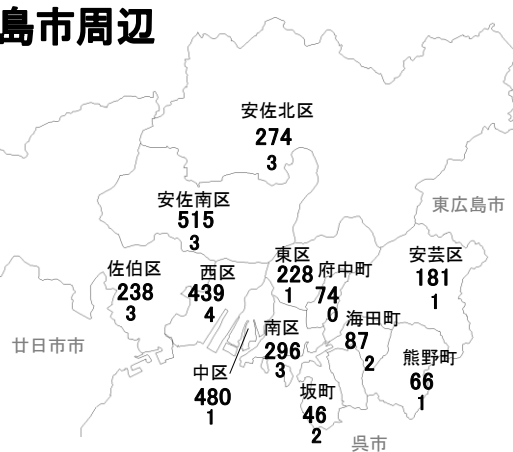 島市周辺
安佐北区
274
3
安佐南区
515
3
東広島市
佐伯区
238
3
西区
439
4
東区
228
1
府中町
74
0
安芸区
181
1
海田町
87
2
南区
296
3
廿日市市
中区
480
1
熊野町
66
1
坂町
46
2
呉市